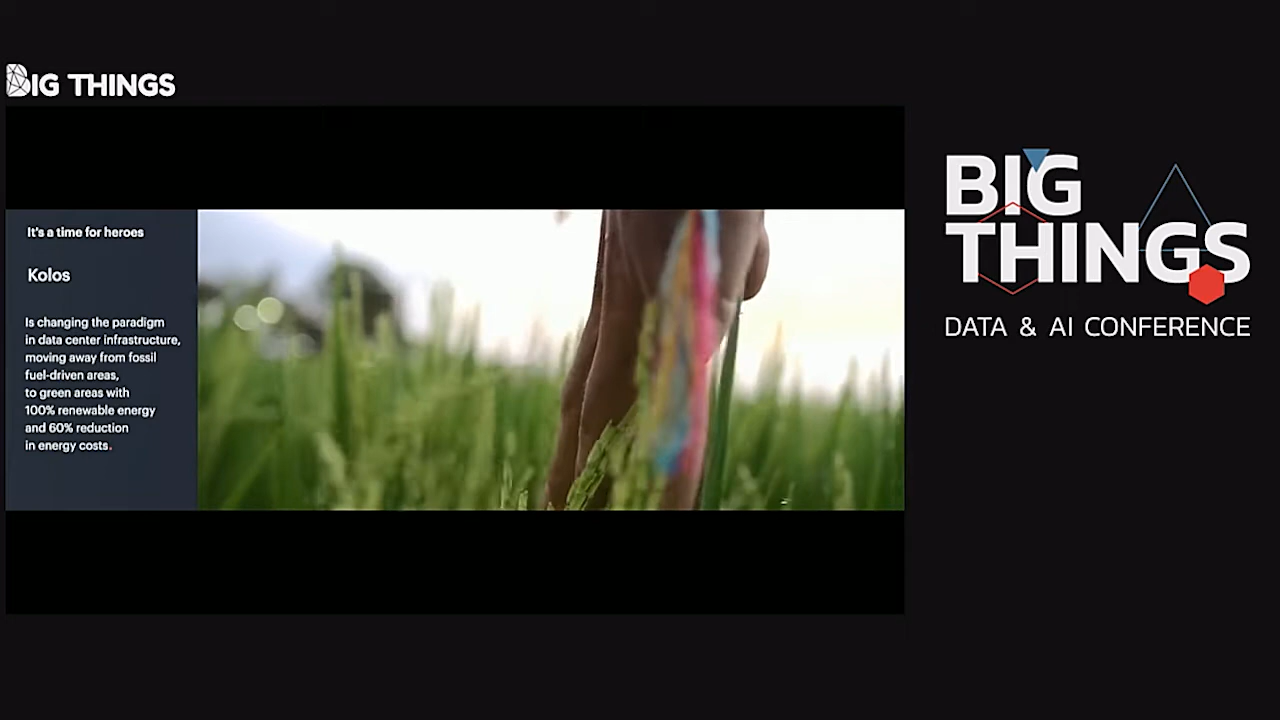 BIG THINGS
It's a time for heroes
Kolos
Is changing the paradigm
in data center infrastructure,
moving away from fossil
fuel-driven areas,
to green areas with
100% renewable energy
and 60% reduction
in energy costs.
BIG
THINGS
DATA & AI CONFERENCE